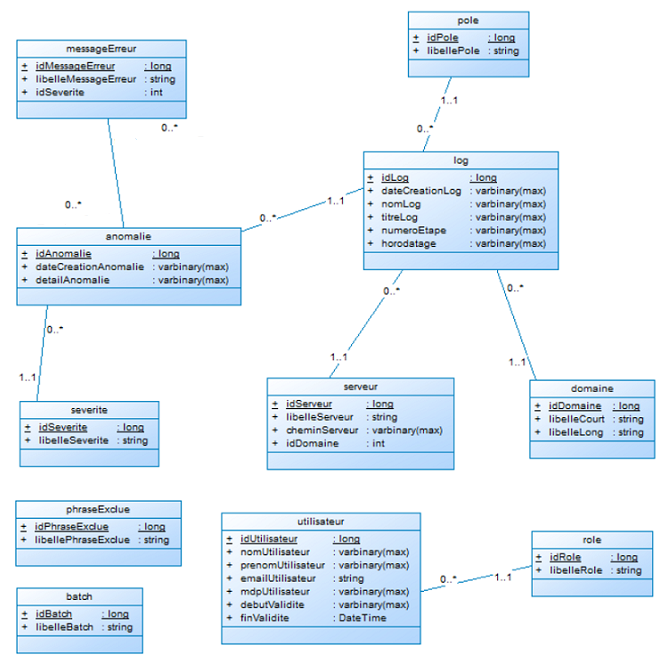 messageErreur
+ idMessageErreur : long
+ libelleMessageErreur : string
+ idSeverite : int
0..*
0..*
pole
+ idPole : long
+ libellePole : string
1..1
0..*
log
+ idLog : long
+ dateCreationLog : varbinary(max)
+ nomLog : varbinary(max)
+ titreLog : varbinary(max)
+ numeroEtape : varbinary(max)
+ horodatage : varbinary(max)
1..1
0..*
anomalie
+ idAnomalie : long
+ dateCreationAnomalie : varbinary(max)
+ detailAnomalie : varbinary(max)
0..*
1..1
0..*
1..1
0..*
1..1
severite
+ idSeverite : long
+ libelleSeverite : string
serveur
+ idServeur : long
+ libelleServeur : string
+ cheminServeur : varbinary(max)
+ idDomaine : int
domaine
+ idDomaine : long
+ libelleCourt : string
+ libelleLong : string
phraseExclue
+ idPhraseExclue : long
+ libellePhraseExclue : string
batch
+ idBatch : long
+ libelleBatch : string
utilisateur
+ idUtilisateur : long
+ nomUtilisateur : varbinary(max)
+ prenomUtilisateur : varbinary(max)
+ emailUtilisateur : string
+ mdpUtilisateur : varbinary(max)
+ debutValidite : varbinary(max)
+ finValidite : DateTime
0..*
1..1
role
+ idRole : long
+ libelleRole : string